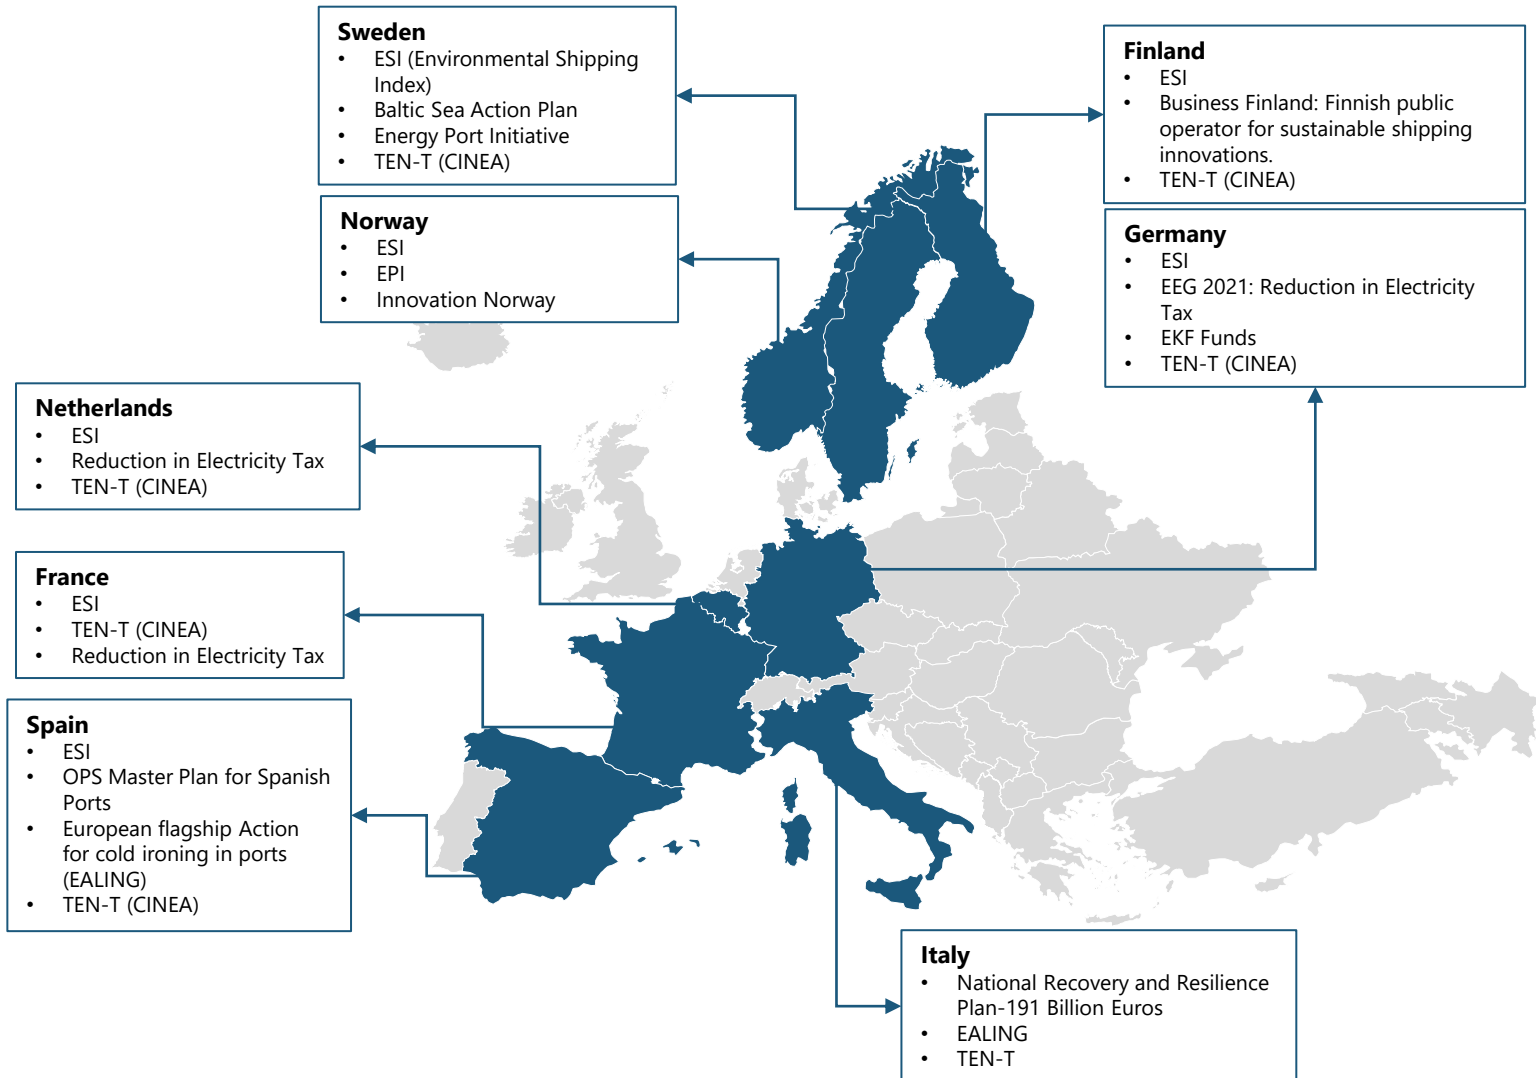 Sweden
• ESI (Environmental Shipping
Index)
• Baltic Sea Action Plan
• Energy Port Initiative
• TEN-T (CINEA)
Norway
• ESI
• EPI
• Innovation Norway
Netherlands
• ESI
• Reduction in Electricity Tax
• TEN-T (CINEA)
France
• ESI
• TEN-T (CINEA)
• Reduction in Electricity Tax
Spain
• ESI
• OPS Master Plan for Spanish
Ports
• European flagship Action
for cold ironing in ports
(EALING)
• TEN-T (CINEA)
Finland
• ESI
• Business Finland: Finnish public
operator for sustainable shipping
innovations.
• TEN-T (CINEA)
Germany
• ESI
• EEG 2021: Reduction in Electricity
Tax
• EKF Funds
• TEN-T (CINEA)
Italy
• National Recovery and Resilience
Plan-191 Billion Euros
• EALING
• TEN-T